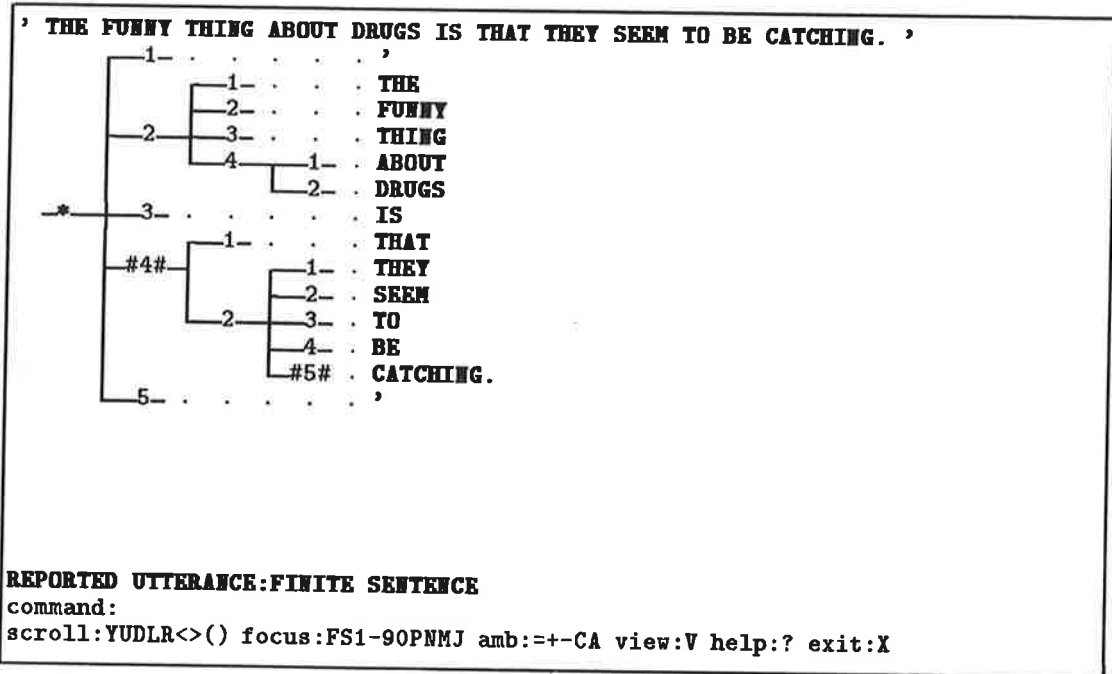 ’ THE FUNNY THING ABOUT DRUGS IS THAT THEY SEEM TO BE CATCHING. ’
1 . . . . . ’
1 . . . THE
2 . . . FUNNY
2 3 . . . THING
4 1 . ABOUT
2 . DRUGS
* 3 . . . . . IS
1 . . . THAT
#4# 1 . THEY
2 . SEEM
2 3 . TO
4 . BE
#5# . CATCHING.
5 . . . . . ’
REPORTED UTTERANCE:FINITE SENTENCE
command:
scroll:YUDLR<>() focus:FS1-90PNMJ amb:=+-CA view:V help:? exit:X